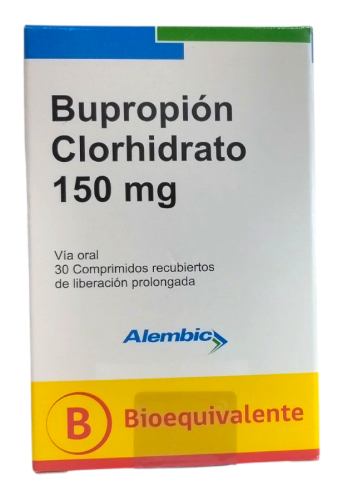 Bupropión
Clorhidrato
150 mg
Vía oral
30 Comprimidos recubiertos
de liberación prolongada
Alembic
B Bioequivalente